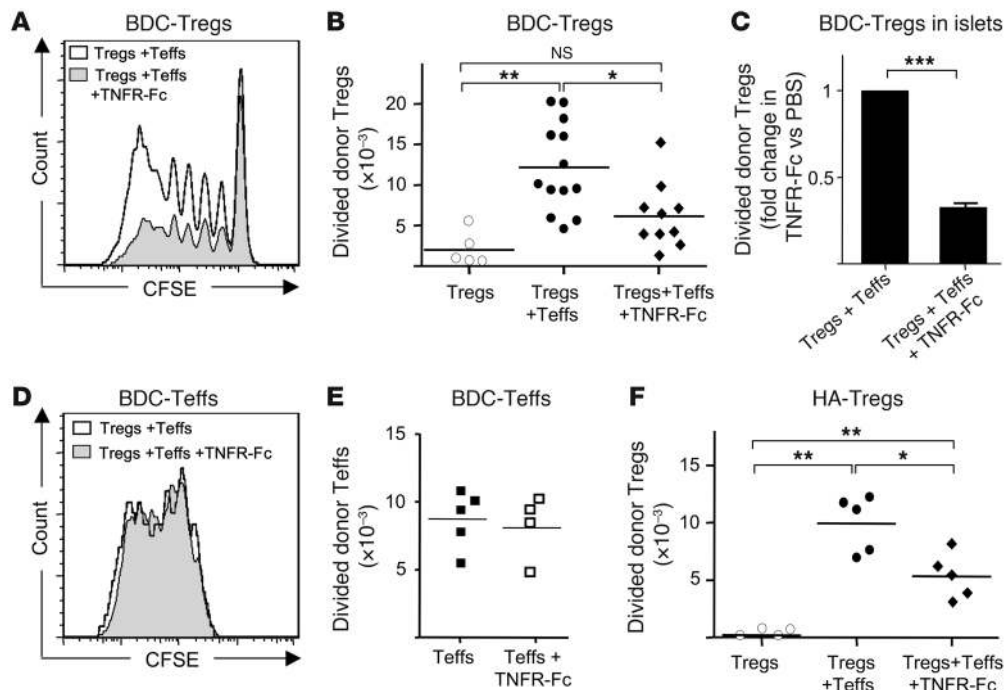 A
BDC-Tregs
Tregs +Teffs
Tregs +Teffs
+TNFR-Fc
Count
CFSE
B
BDC-Tregs
NS
**
*
Divided donor Tregs
(×10⁻³)
20
15
10
5
0
Tregs
Tregs
+Teffs
Tregs+Teffs
+TNFR-Fc
C
BDC-Tregs in islets
***
Divided donor Tregs
(fold change in
TNFR-Fc vs PBS)
1
0.5
Tregs + Teffs
Tregs + Teffs
+ TNFR-Fc
D
BDC-Teffs
Tregs +Teffs
Tregs +Teffs +TNFR-Fc
Count
CFSE
E
BDC-Teffs
Divided donor Teffs
(×10⁻³)
15
10
5
Teffs
Teffs +
TNFR-Fc
F
HA-Tregs
**
**
*
Divided donor Tregs
(×10⁻³)
15
10
5
0
Tregs
Tregs
+Teffs
Tregs+Teffs
+TNFR-Fc